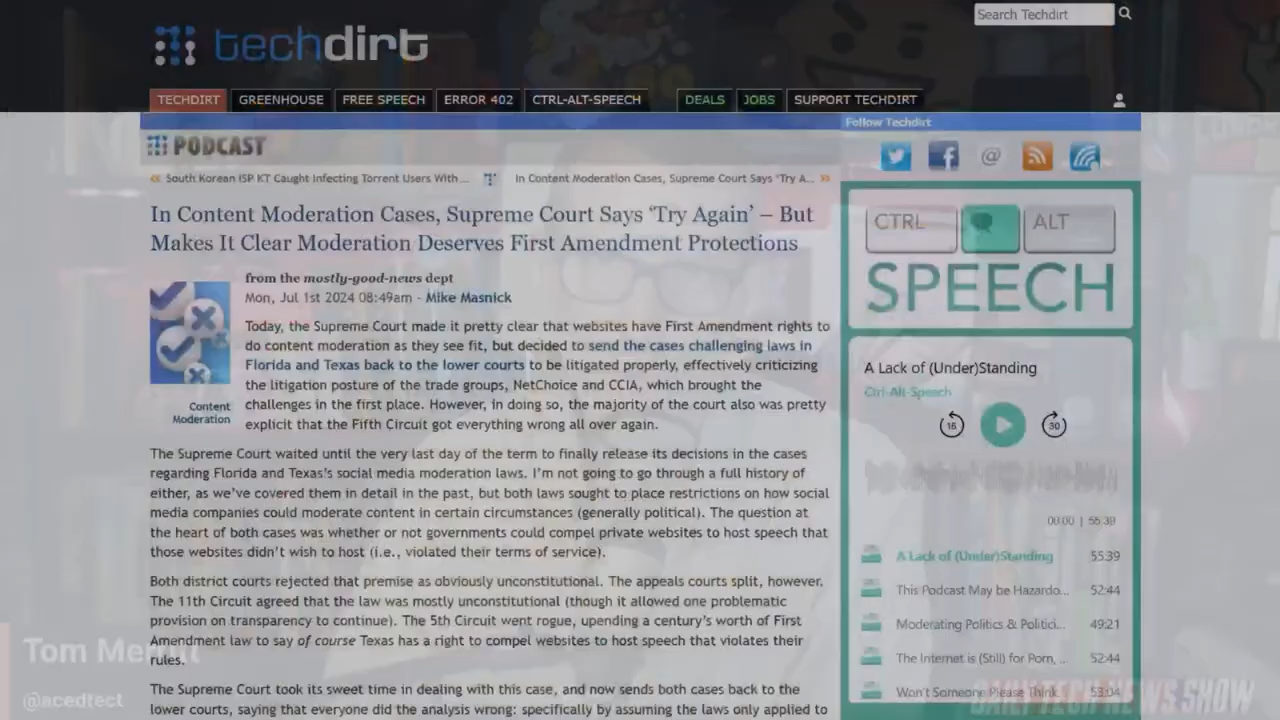 techdirt
Search Techdirt
TECHDIRT GREENHOUSE FREE SPEECH ERROR 402 CTRL-ALT-SPEECH DEALS JOBS SUPPORT TECHDIRT
PODCAST
« South Korean ISP KT Caught Infecting Torrent Users With...
In Content Moderation Cases, Supreme Court Says ‘Try A... »
In Content Moderation Cases, Supreme Court Says ‘Try Again’ – But
Makes It Clear Moderation Deserves First Amendment Protections
from the mostly-good-news dept
Mon, Jul 1st 2024 08:49am - Mike Masnick
Content
Moderation
Today, the Supreme Court made it pretty clear that websites have First Amendment rights to
do content moderation as they see fit, but decided to send the cases challenging laws in
Florida and Texas back to the lower courts to be litigated properly, effectively criticizing
the litigation posture of the trade groups, NetChoice and CCIA, which brought the
challenges in the first place. However, in doing so, the majority of the court also was pretty
explicit that the Fifth Circuit got everything wrong all over again.
The Supreme Court waited until the very last day of the term to finally release its decisions in the cases
regarding Florida and Texas’s social media moderation laws. I’m not going to go through a full history of
either, as we’ve covered them in detail in the past, but both laws sought to place restrictions on how social
media companies could moderate content in certain circumstances (generally political). The question at
the heart of both cases was whether or not governments could compel private websites to host speech that
those websites didn’t wish to host (i.e., violated their terms of service).
Both district courts rejected that premise as obviously unconstitutional. The appeals courts split, however.
The 11th Circuit agreed that the law was mostly unconstitutional (though it allowed one problematic
provision on transparency to continue). The 5th Circuit went rogue, upending a century’s worth of First
Amendment law to say of course Texas has a right to compel websites to host speech that violates their
rules.
The Supreme Court took its sweet time in dealing with this case, and now sends both cases back to the
lower courts, saying that everyone did the analysis wrong: specifically by assuming the laws only applied to
Follow Techdirt
CTRL ALT
SPEECH
A Lack of (Under)Standing
Ctrl-Alt-Speech
15
30
00:00 | 55:39
A Lack of (Under)Standing 55:39
This Podcast May be Hazardo... 52:44
Moderating Politics & Politici... 49:21
The Internet is (Still) for Porn, ... 52:44
Won't Someone Please Think 53:04
Tom Merritt
@acedtect
DAILY TECH NEWS SHOW